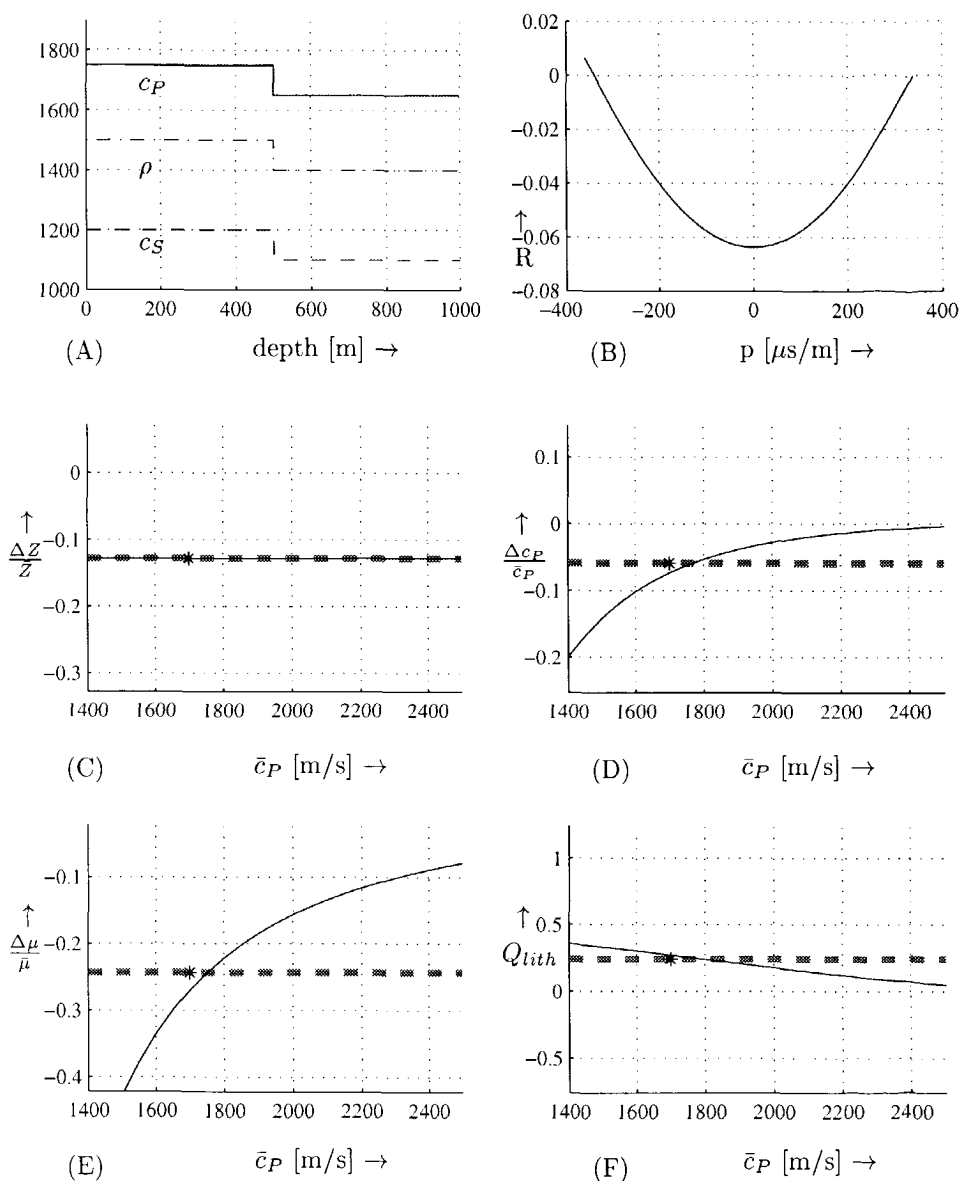 1800
1600
1400
1200
1000
c_P
ρ
c_S
0 200 400 600 800 1000
(A) depth [m] →
0.02
0
−0.02
−0.04
−0.06
−0.08
↑
R
−400 −200 0 200 400
(B) p [μs/m] →
0
−0.1
−0.2
−0.3
↑
ΔZ
Z
*
1400 1600 1800 2000 2200 2400
(C) c̄_P [m/s] →
0.1
0
−0.1
−0.2
↑
Δc_P
c̄_P
*
1400 1600 1800 2000 2200 2400
(D) c̄_P [m/s] →
−0.1
−0.2
−0.3
−0.4
↑
Δμ
μ̄
*
1400 1600 1800 2000 2200 2400
(E) c̄_P [m/s] →
1
0.5
0
−0.5
↑
Q_lith
*
1400 1600 1800 2000 2200 2400
(F) c̄_P [m/s] →